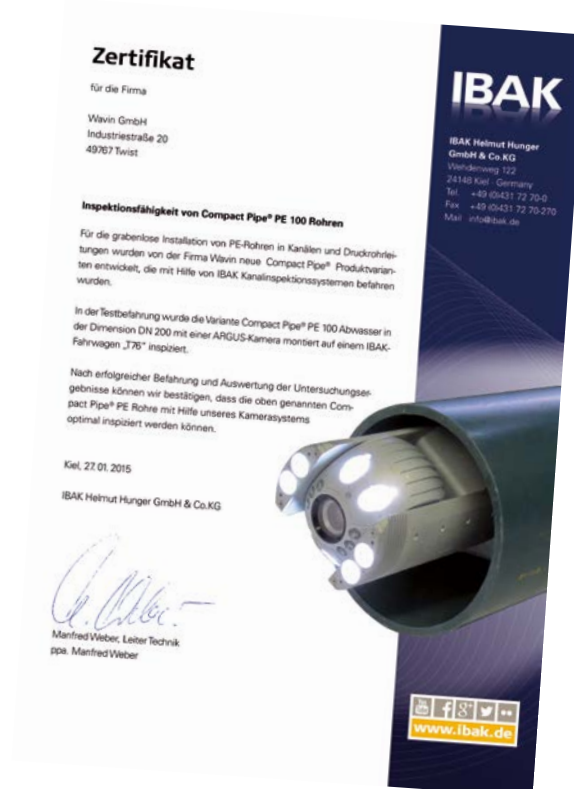 Zertifikat
für die Firma
Wavin GmbH
Industriestraße 20
49767 Twist
Inspektionsfähigkeit von Compact Pipe® PE 100 Rohren
Für die grabenlose Installation von PE-Rohren in Kanälen und Druckrohrlei-
tungen wurden von der Firma Wavin neue Compact Pipe® Produktvarian-
ten entwickelt, die mit Hilfe von IBAK Kanalinspektionssystemen befahren
wurden.
In der Testbefahrung wurde die Variante Compact Pipe® PE 100 Abwasser in
der Dimension DN 200 mit einer ARGUS-Kamera montiert auf einem IBAK-
Fahrwagen „T76" inspiziert.
Nach erfolgreicher Befahrung und Auswertung der Untersuchungser-
gebnisse können wir bestätigen, dass die oben genannten Com-
pact Pipe® PE Rohre mit Hilfe unseres Kamerasystems
optimal inspiziert werden können.
Kiel, 27. 01. 2015
IBAK Helmut Hunger GmbH & Co.KG
Manfred Weber, Leiter Technik
ppa. Manfred Weber
IBAK
IBAK Helmut Hunger
GmbH & Co.KG
Wehdenweg 122
24148 Kiel · Germany
Tel. +49 (0)431 72 70-0
Fax +49 (0)431 72 70-270
Mail info@ibak.de
www.ibak.de